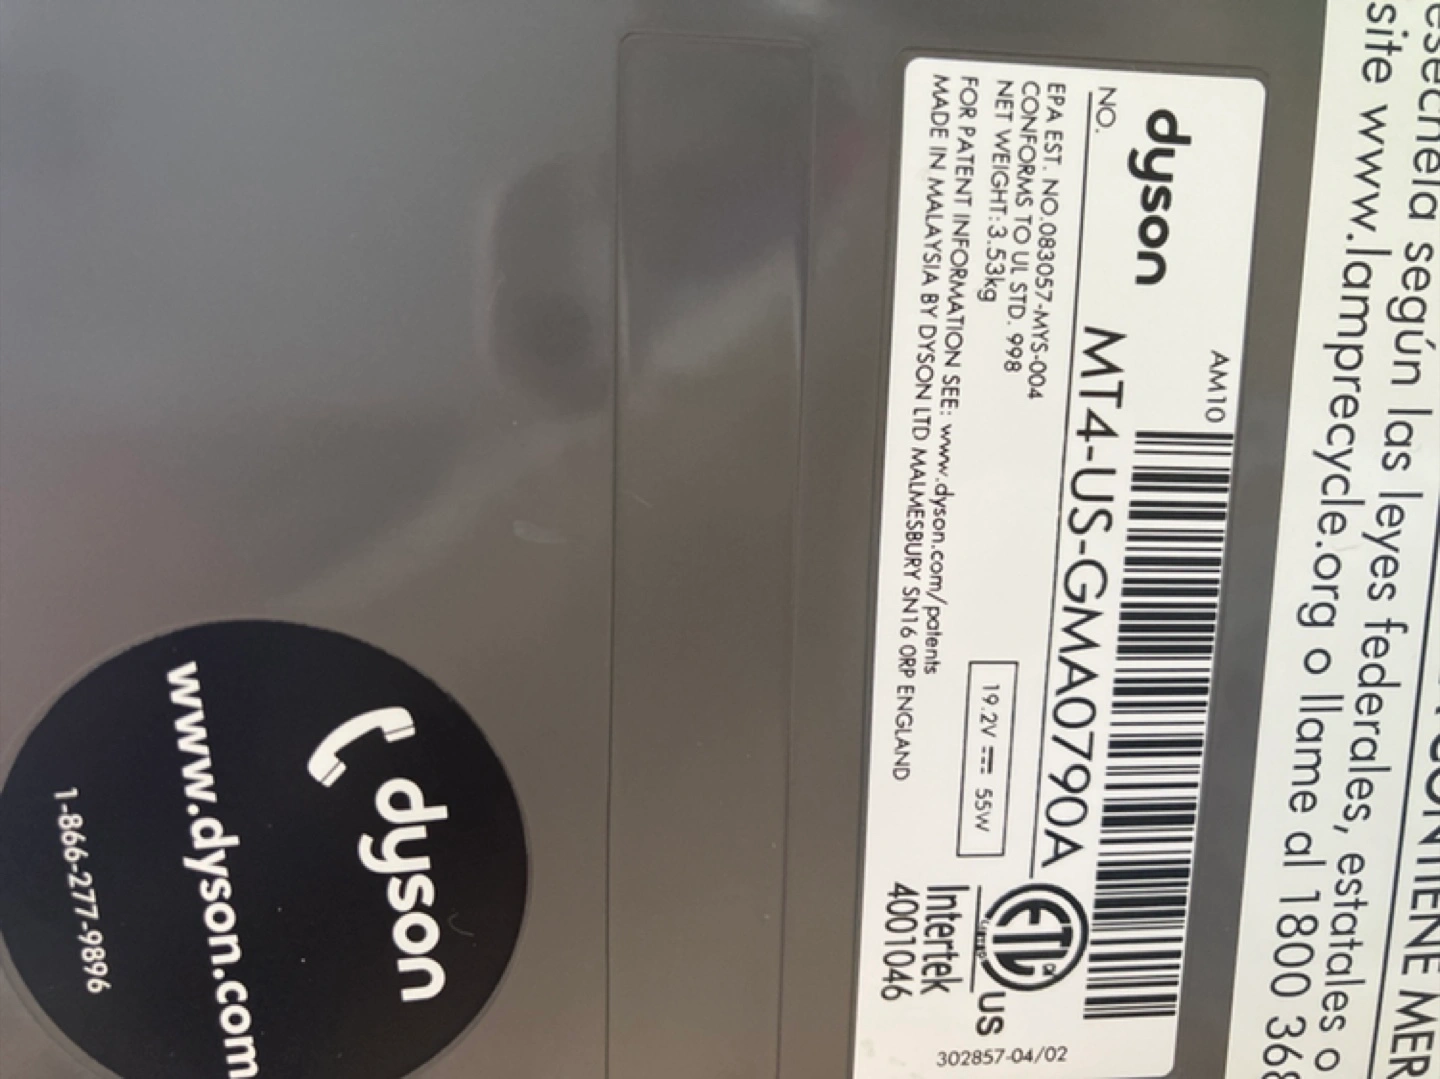 esechela según las leyes federales, estatales o
site www.lamprecycle.org o llame al 1800 368
AM10
dyson
NO. MT4-US-GMA0790A
EPA EST. NO.083057-MYS-004
CONFORMS TO UL STD. 998
NET WEIGHT:3.53kg
19.2V 55W
FOR PATENT INFORMATION SEE: www.dyson.com/patents
MADE IN MALAYSIA BY DYSON LTD MALMESBURY SN16 0RP ENGLAND
ETL
US
Intertek
4001046
302857-04/02
dyson
www.dyson.com
1-866-277-9896